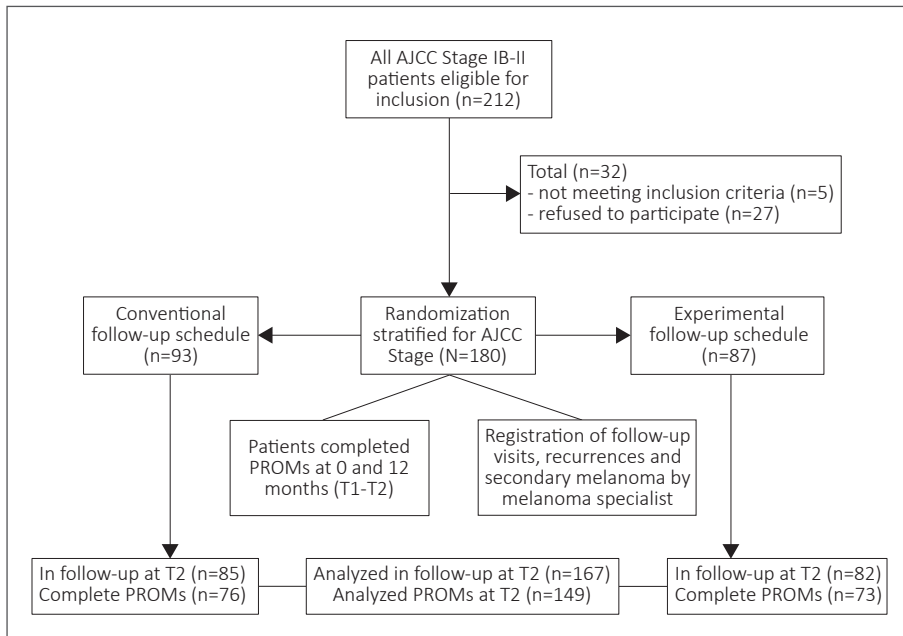 All AJCC Stage IB-II
patients eligible for
inclusion (n=212)
Total (n=32)
- not meeting inclusion criteria (n=5)
- refused to participate (n=27)
Conventional
follow-up schedule
(n=93)
Randomization
stratified for AJCC
Stage (N=180)
Experimental
follow-up schedule
(n=87)
Patients completed
PROMs at 0 and 12
months (T1-T2)
Registration of follow-up
visits, recurrences and
secondary melanoma by
melanoma specialist
In follow-up at T2 (n=85)
Complete PROMs (n=76)
Analyzed in follow-up at T2 (n=167)
Analyzed PROMs at T2 (n=149)
In follow-up at T2 (n=82)
Complete PROMs (n=73)